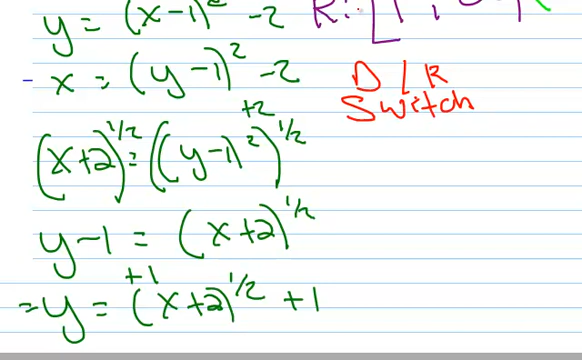 y = (x-1)² -2 R: [1,
- x = (y-1)² -2 D / R
+2 Switch
(x+2)^1/2 = ((y-1)²)^1/2
y-1 = (x+2)^1/2
+1
= y = (x+2)^1/2 +1